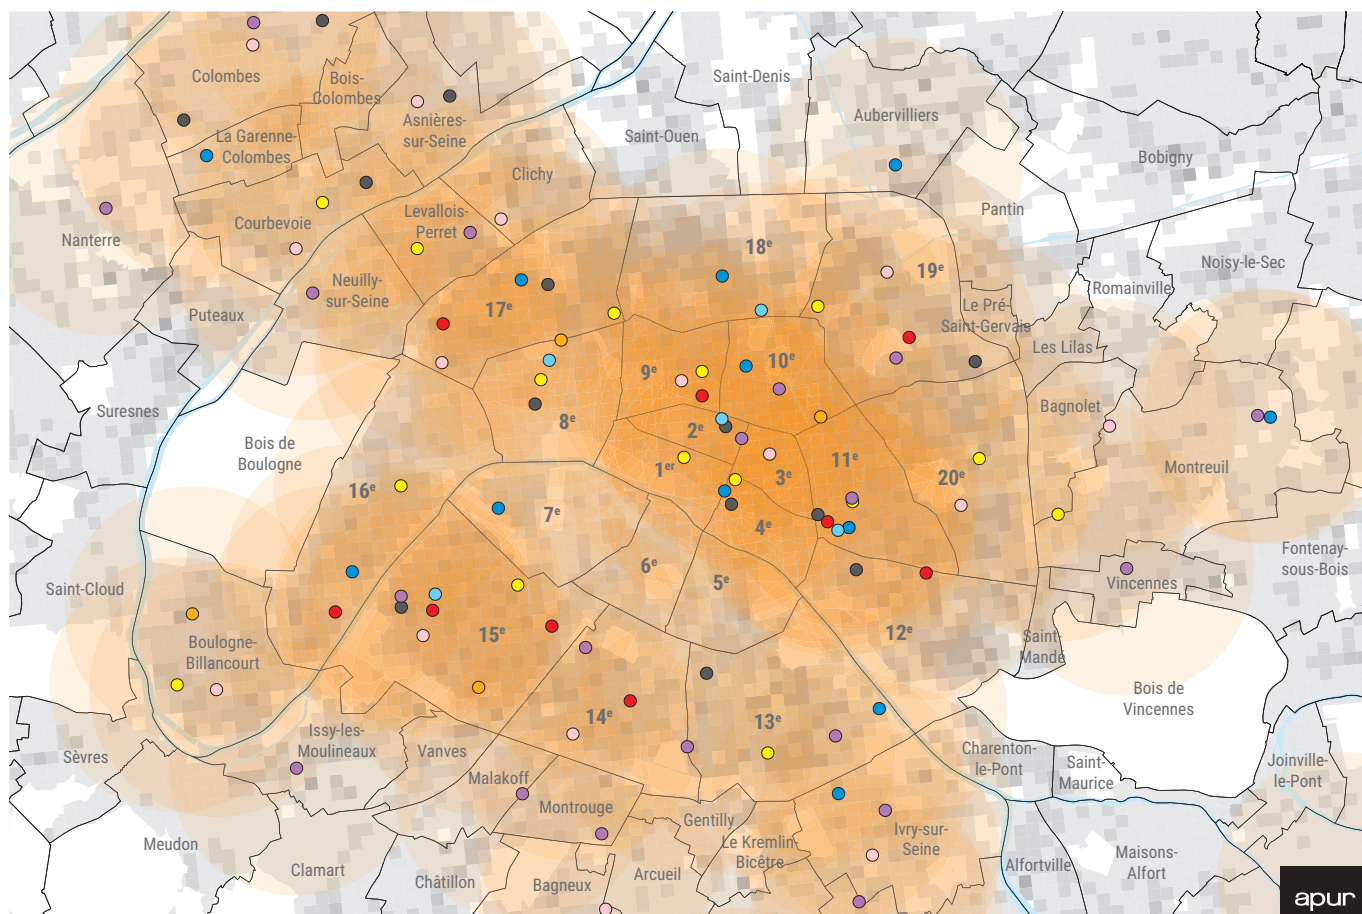 Colombes
Bois-
Colombes
Saint-Denis
Asnières-
sur-Seine
Aubervilliers
La Garenne-
Colombes
Saint-Ouen
Bobigny
Clichy
Levallois-
Perret
Courbevoie
Pantin
Nanterre
18e
Noisy-le-Sec
19e
Neuilly-
sur-Seine
Romainville
Puteaux
17e
Le Pré-
Saint-Gervais
Les Lilas
10e
9e
Suresnes
Bagnolet
8e
2e
Bois de
Boulogne
11e
1er
Montreuil
3e
20e
16e
7e
4e
Fontenay-
sous-Bois
6e
5e
Saint-Cloud
Vincennes
15e
12e
Boulogne-
Billancourt
Saint-
Mandé
Bois de
Vincennes
14e
13e
Issy-les-
Moulineaux
Vanves
Sèvres
Charenton-
le-Pont
Saint-
Maurice
Joinville-
le-Pont
Malakoff
Montrouge
Gentilly
Ivry-sur-
Seine
Meudon
Le Kremlin-
Bicêtre
Clamart
Châtillon
Bagneux
Arcueil
Alfortville
Maisons-
Alfort
apur